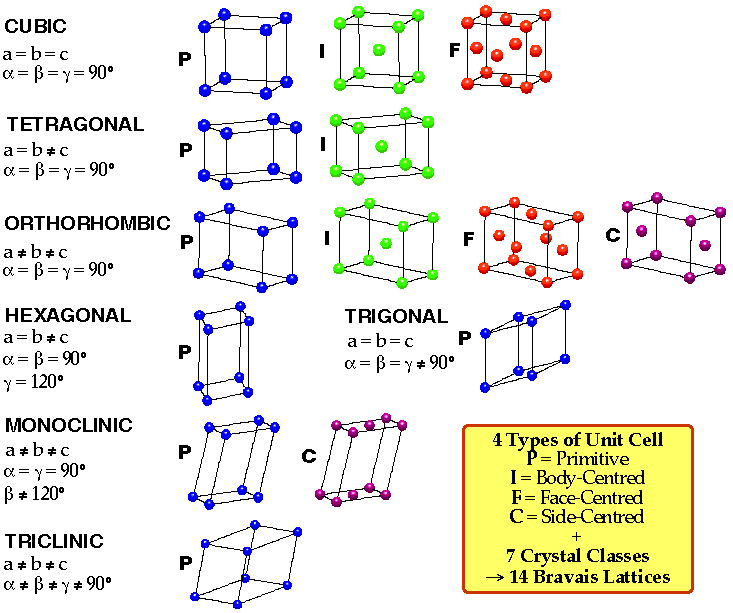 CUBIC
a = b = c
α = β = γ = 90°
P
I
F
TETRAGONAL
a = b ≠ c
α = β = γ = 90°
P
I
ORTHORHOMBIC
a ≠ b ≠ c
α = β = γ = 90°
P
I
F
C
HEXAGONAL
a = b ≠ c
α = β = 90°
γ = 120°
P
TRIGONAL
a = b = c
α = β = γ ≠ 90°
P
MONOCLINIC
a ≠ b ≠ c
α = γ = 90°
β ≠ 120°
P
C
4 Types of Unit Cell
P = Primitive
I = Body-Centred
F = Face-Centred
C = Side-Centred
+
7 Crystal Classes
→ 14 Bravais Lattices
TRICLINIC
a ≠ b ≠ c
α ≠ β ≠ γ ≠ 90°
P